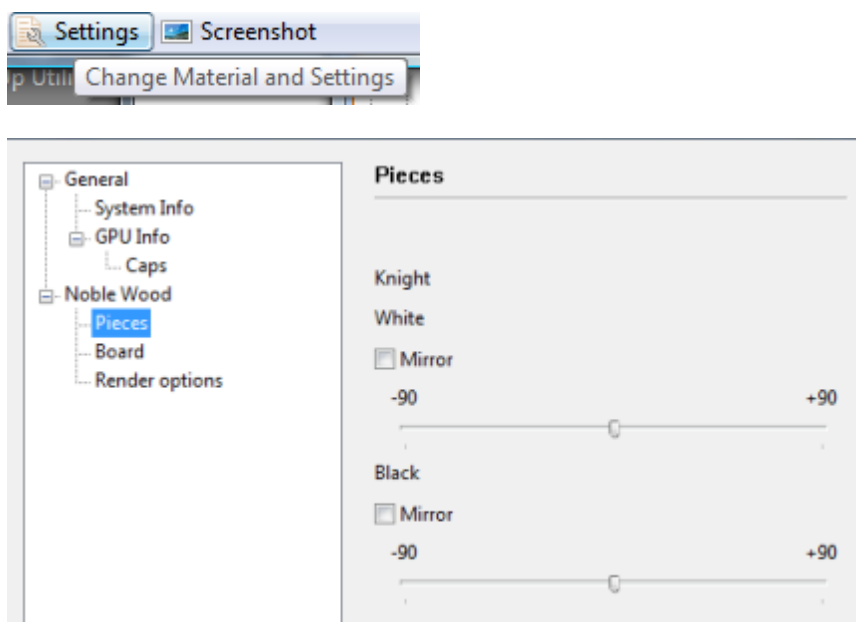 Settings Screenshot
p Utili
Change Material and Settings
General
System Info
GPU Info
Caps
Noble Wood
Pieces
Board
Render options
Pieces
Knight
White
Mirror
-90 +90
Black
Mirror
-90 +90